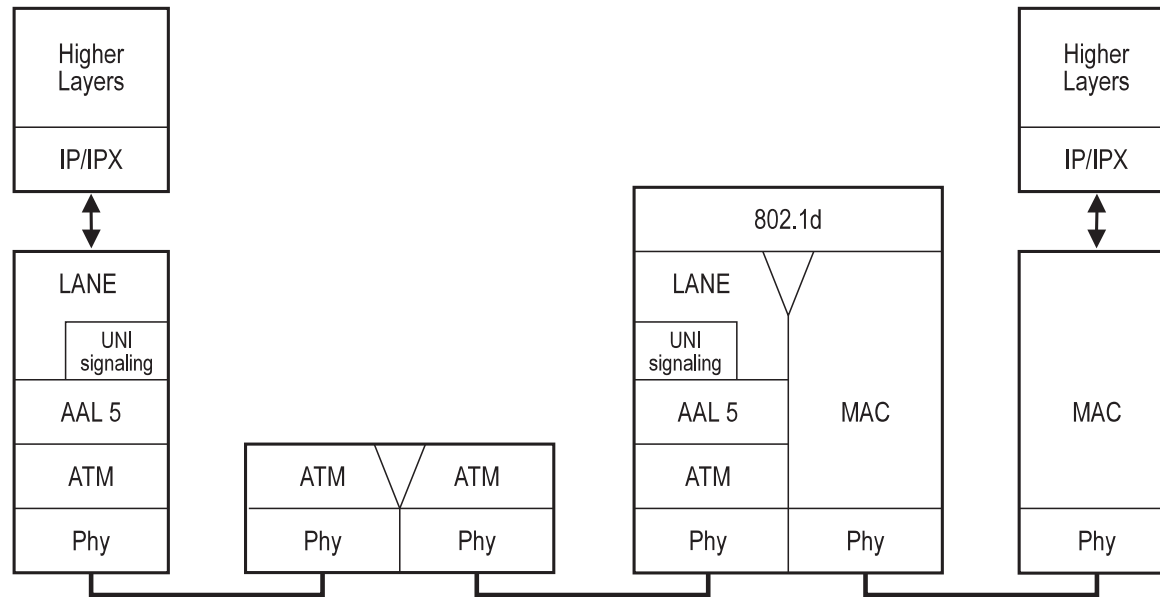 Higher
Layers
IP/IPX
LANE
UNI
signaling
AAL 5
ATM
Phy
ATM
ATM
Phy
Phy
802.1d
LANE
UNI
signaling
AAL 5
MAC
ATM
Phy
Phy
Higher
Layers
IP/IPX
MAC
Phy